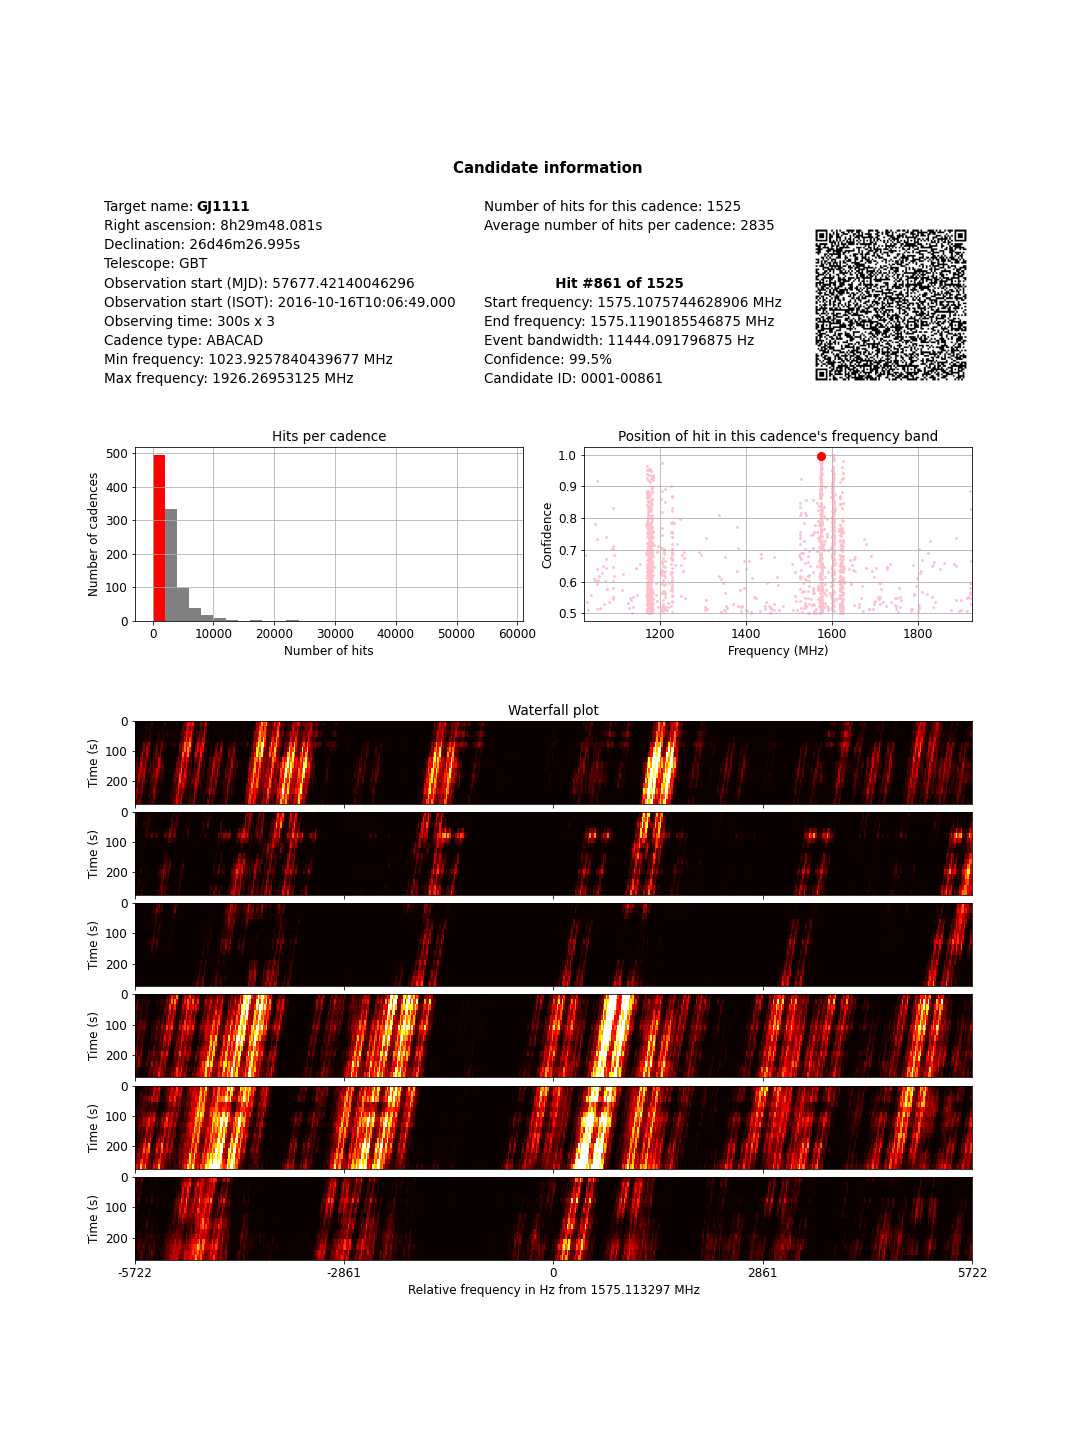 Candidate information
Target name: GJ1111
Right ascension: 8h29m48.081s
Declination: 26d46m26.995s
Telescope: GBT
Observation start (MJD): 57677.42140046296
Observation start (ISOT): 2016-10-16T10:06:49.000
Observing time: 300s x 3
Cadence type: ABACAD
Min frequency: 1023.9257840439677 MHz
Max frequency: 1926.26953125 MHz
Number of hits for this cadence: 1525
Average number of hits per cadence: 2835
Hit #861 of 1525
Start frequency: 1575.1075744628906 MHz
End frequency: 1575.1190185546875 MHz
Event bandwidth: 11444.091796875 Hz
Confidence: 99.5%
Candidate ID: 0001-00861
Hits per cadence
Number of cadences
500
400
300
200
100
0
0 10000 20000 30000 40000 50000 60000
Number of hits
Position of hit in this cadence's frequency band
Confidence
1.0
0.9
0.8
0.7
0.6
0.5
1200 1400 1600 1800
Frequency (MHz)
Waterfall plot
Time (s)
0
100
200
Time (s)
0
100
200
Time (s)
0
100
200
Time (s)
0
100
200
Time (s)
0
100
200
Time (s)
0
100
200
-5722 -2861 0 2861 5722
Relative frequency in Hz from 1575.113297 MHz